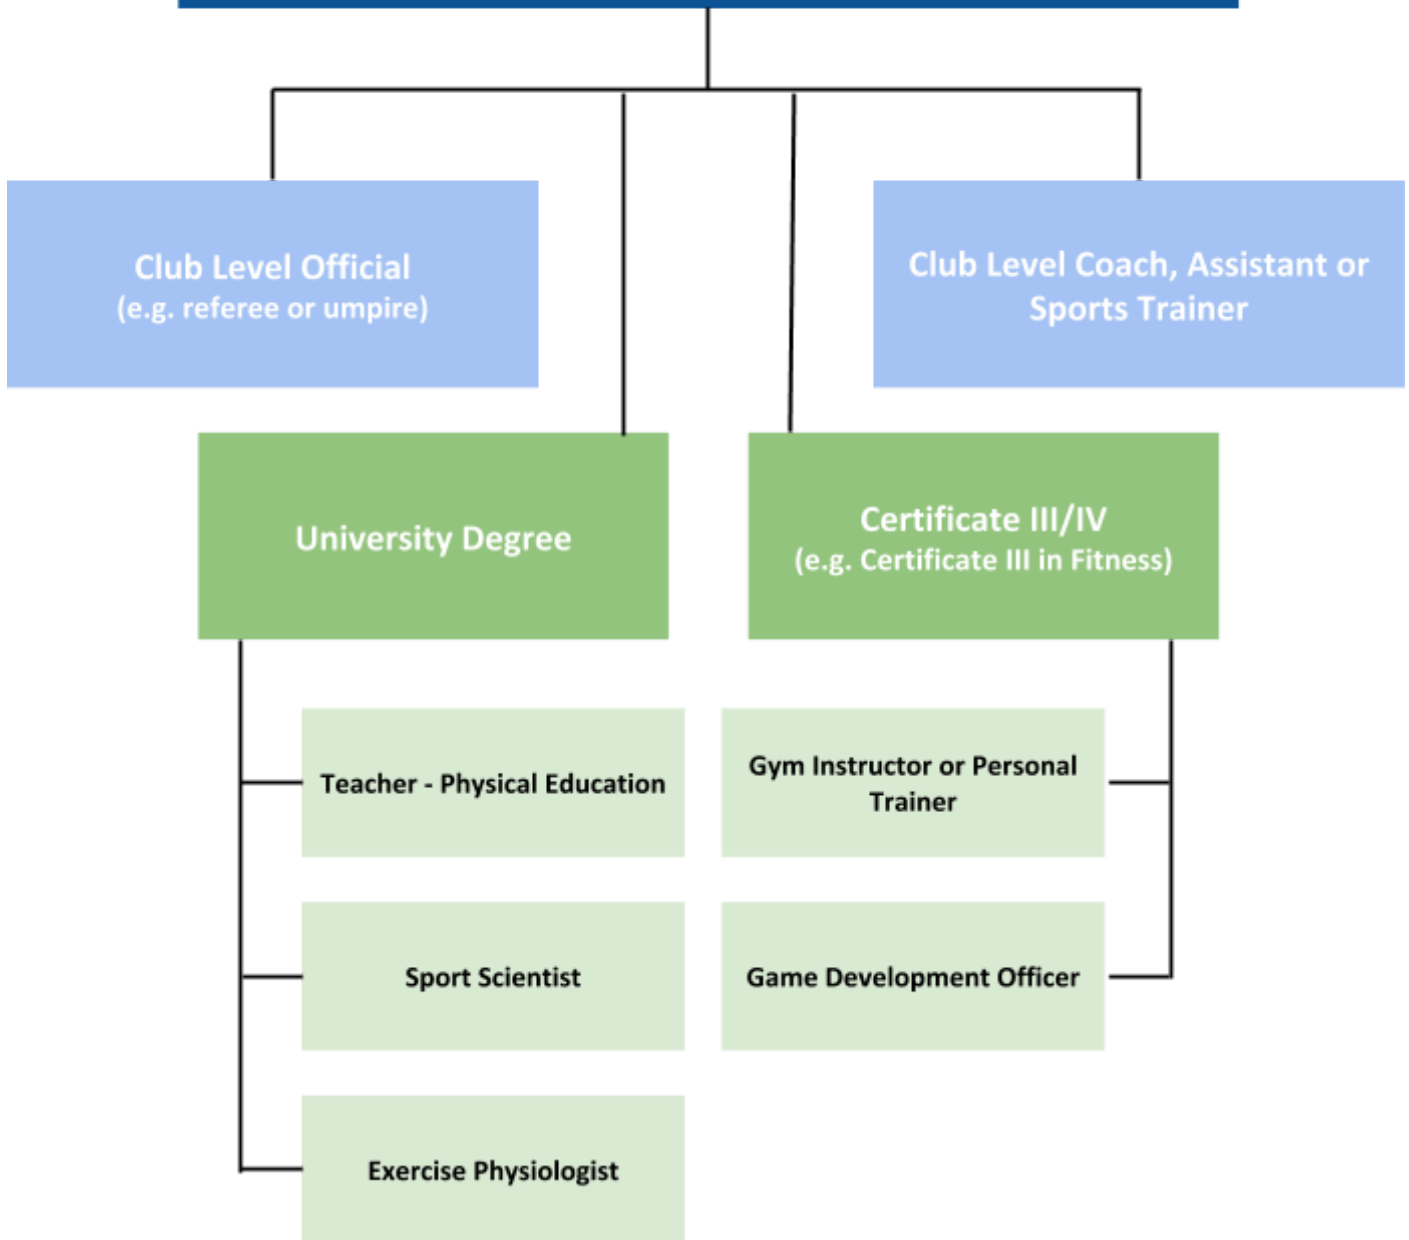 Club Level Official
(e.g. referee or umpire)
Club Level Coach, Assistant or
Sports Trainer
University Degree
Certificate III/IV
(e.g. Certificate III in Fitness)
Teacher - Physical Education
Gym Instructor or Personal
Trainer
Sport Scientist
Game Development Officer
Exercise Physiologist